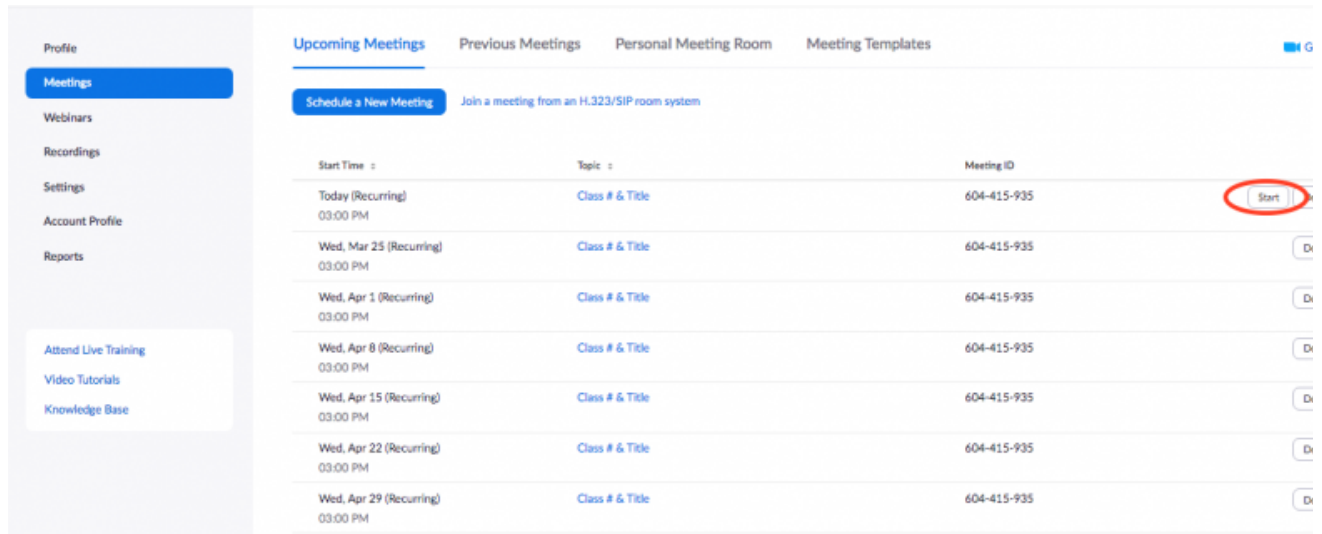 Profile
Meetings
Webinars
Recordings
Settings
Account Profile
Reports
Attend Live Training
Video Tutorials
Knowledge Base
Upcoming Meetings Previous Meetings Personal Meeting Room Meeting Templates G
Schedule a New Meeting Join a meeting from an H.323/SIP room system
Start Time Topic Meeting ID
Today (Recurring) Class # & Title 604-415-935 Start
03:00 PM
Wed, Mar 25 (Recurring) Class # & Title 604-415-935 De
03:00 PM
Wed, Apr 1 (Recurring) Class # & Title 604-415-935 De
03:00 PM
Wed, Apr 8 (Recurring) Class # & Title 604-415-935 De
03:00 PM
Wed, Apr 15 (Recurring) Class # & Title 604-415-935 De
03:00 PM
Wed, Apr 22 (Recurring) Class # & Title 604-415-935 De
03:00 PM
Wed, Apr 29 (Recurring) Class # & Title 604-415-935 De
03:00 PM